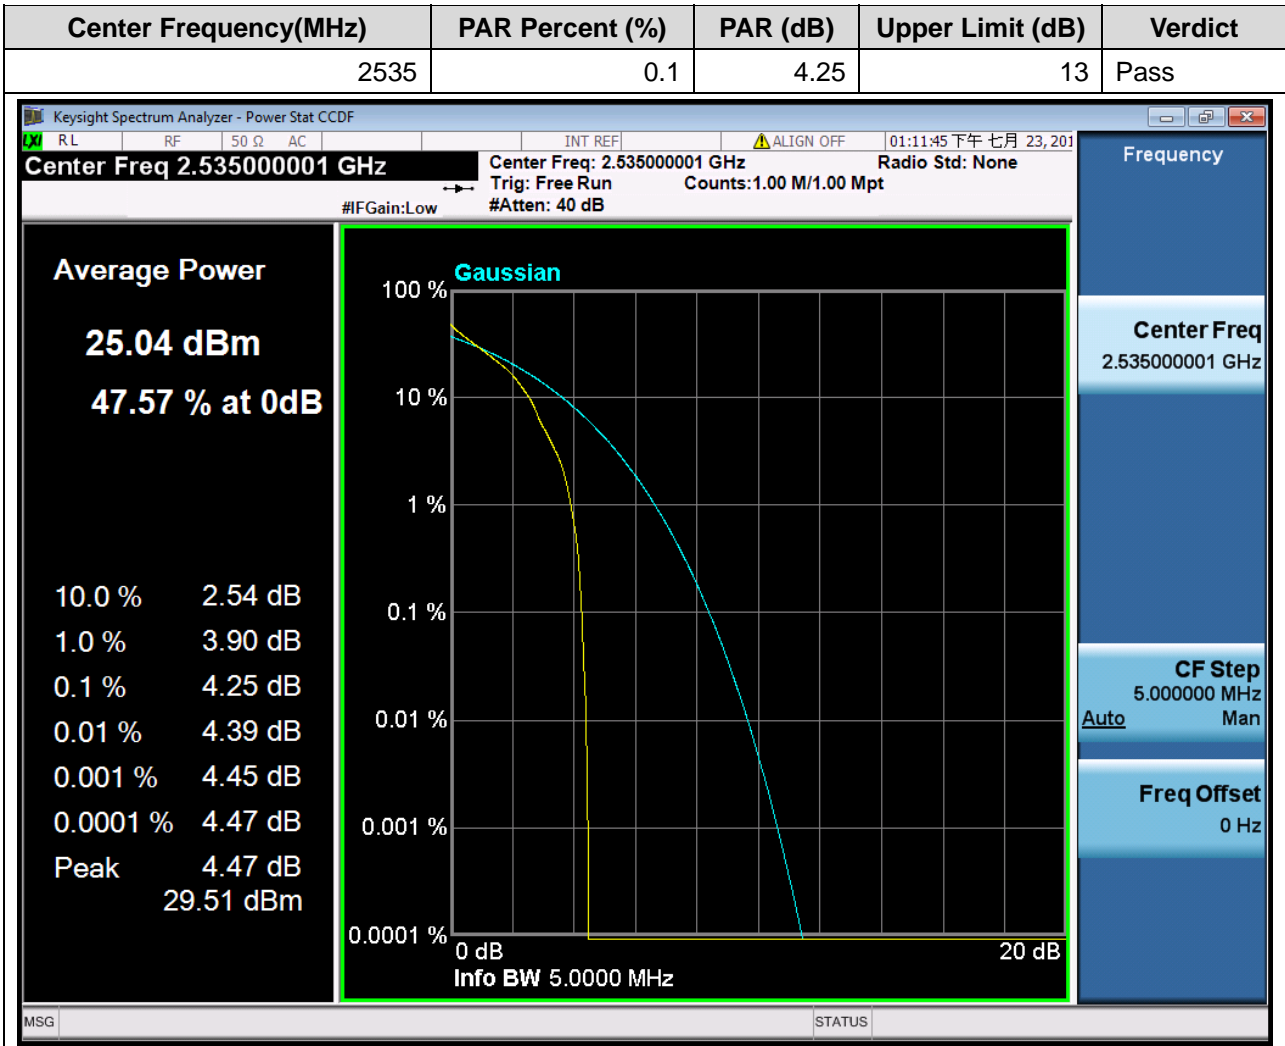 Center Frequency(MHz) PAR Percent (%) PAR (dB) Upper Limit (dB) Verdict
2535 0.1 4.25 13 Pass
Keysight Spectrum Analyzer - Power Stat CCDF
LXI RL RF 50 Ω AC INT REF ALIGN OFF 01:11:45 下午 七月 23, 201
Center Freq 2.535000001 GHz
Center Freq: 2.535000001 GHz Radio Std: None
Trig: Free Run Counts:1.00 M/1.00 Mpt
#IFGain:Low #Atten: 40 dB
Average Power
25.04 dBm
47.57 % at 0dB
10.0 % 2.54 dB
1.0 % 3.90 dB
0.1 % 4.25 dB
0.01 % 4.39 dB
0.001 % 4.45 dB
0.0001 % 4.47 dB
Peak 4.47 dB
29.51 dBm
Gaussian
100 %
10 %
1 %
0.1 %
0.01 %
0.001 %
0.0001 %
0 dB 20 dB
Info BW 5.0000 MHz
Frequency
Center Freq
2.535000001 GHz
CF Step
5.000000 MHz
Auto Man
Freq Offset
0 Hz
MSG STATUS